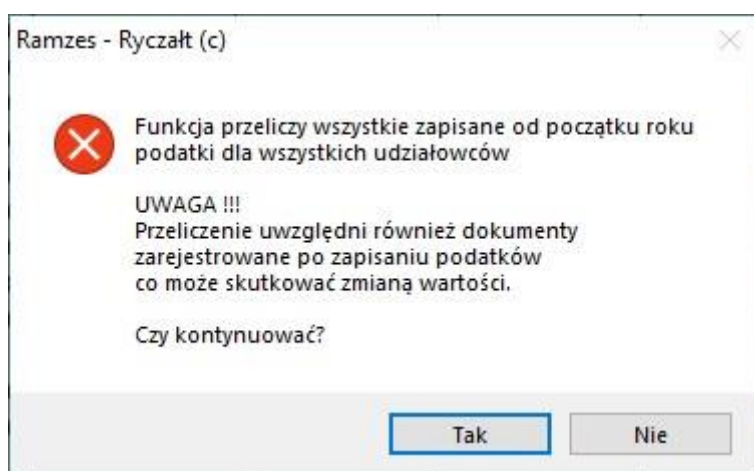 Ramzes - Ryczałt (c)
Funkcja przeliczy wszystkie zapisane od początku roku
podatki dla wszystkich udziałowców
UWAGA !!!
Przeliczenie uwzględni również dokumenty
zarejestrowane po zapisaniu podatków
co może skutkować zmianą wartości.
Czy kontynuować?
Tak
Nie